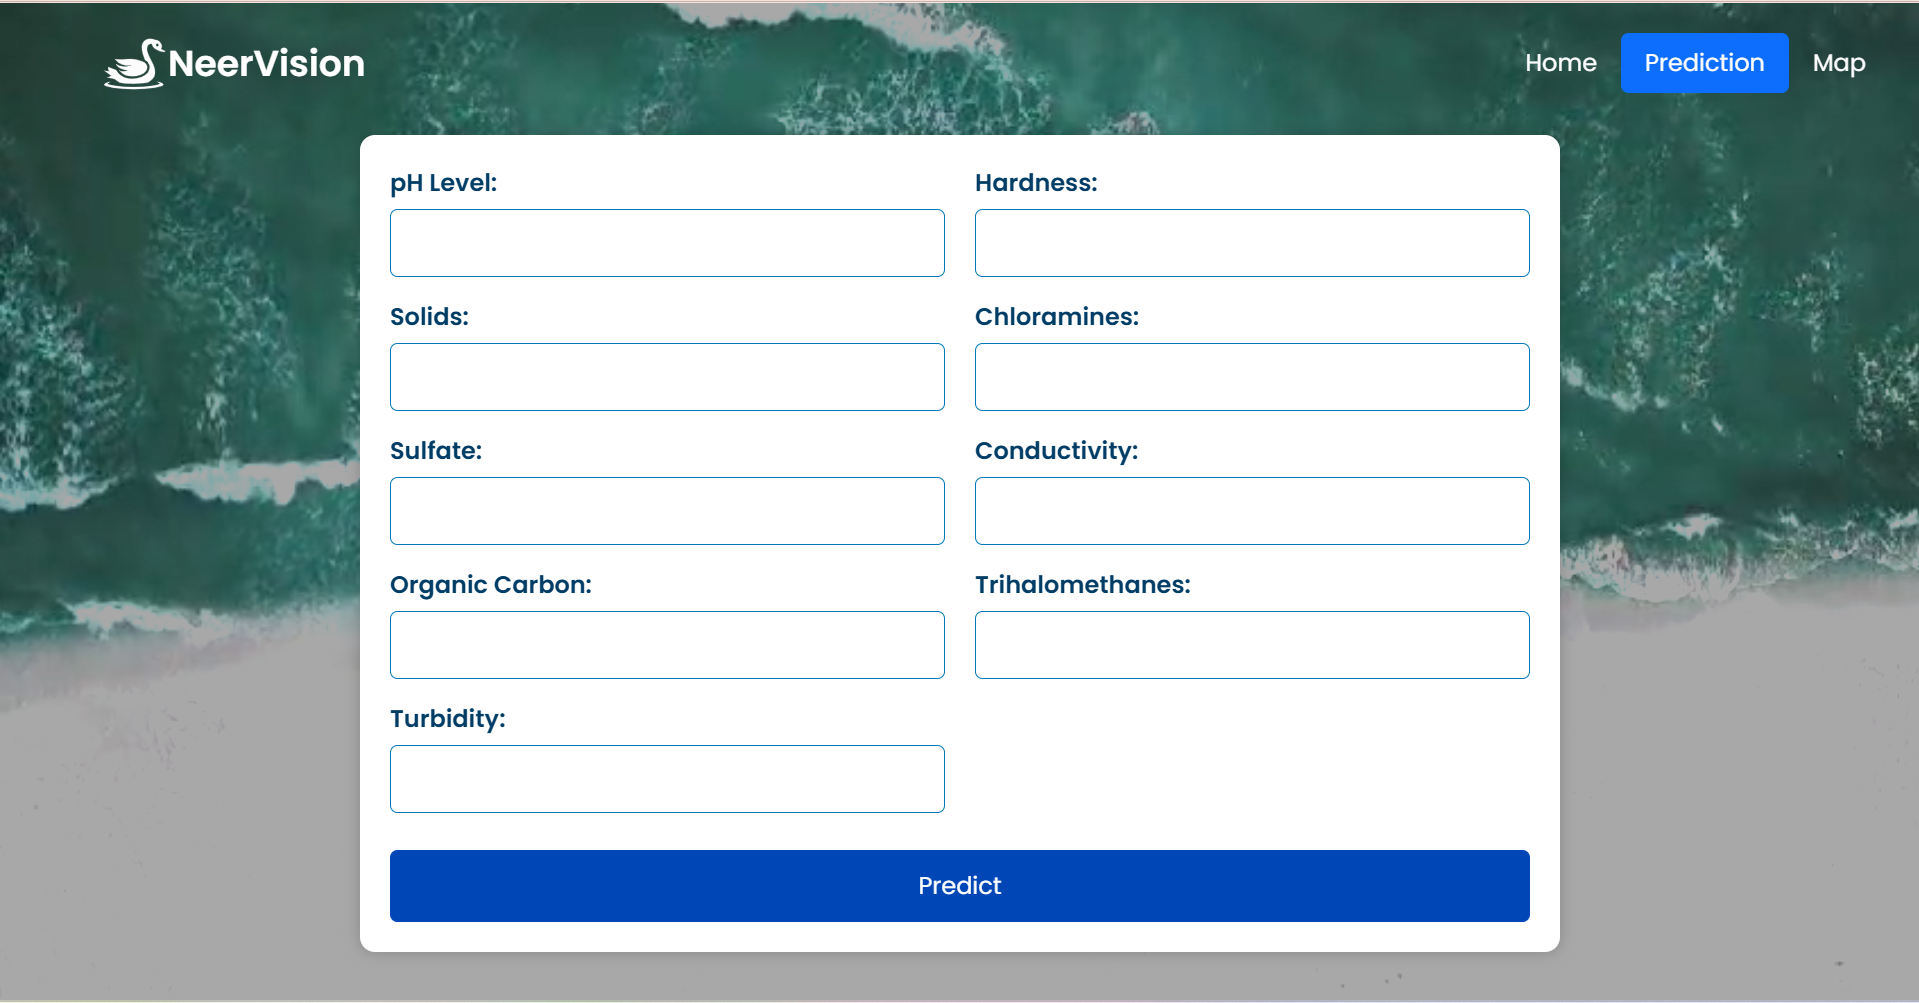 NeerVision
Home
Prediction
Map
pH Level:
Hardness:
Solids:
Chloramines:
Sulfate:
Conductivity:
Organic Carbon:
Trihalomethanes:
Turbidity:
Predict